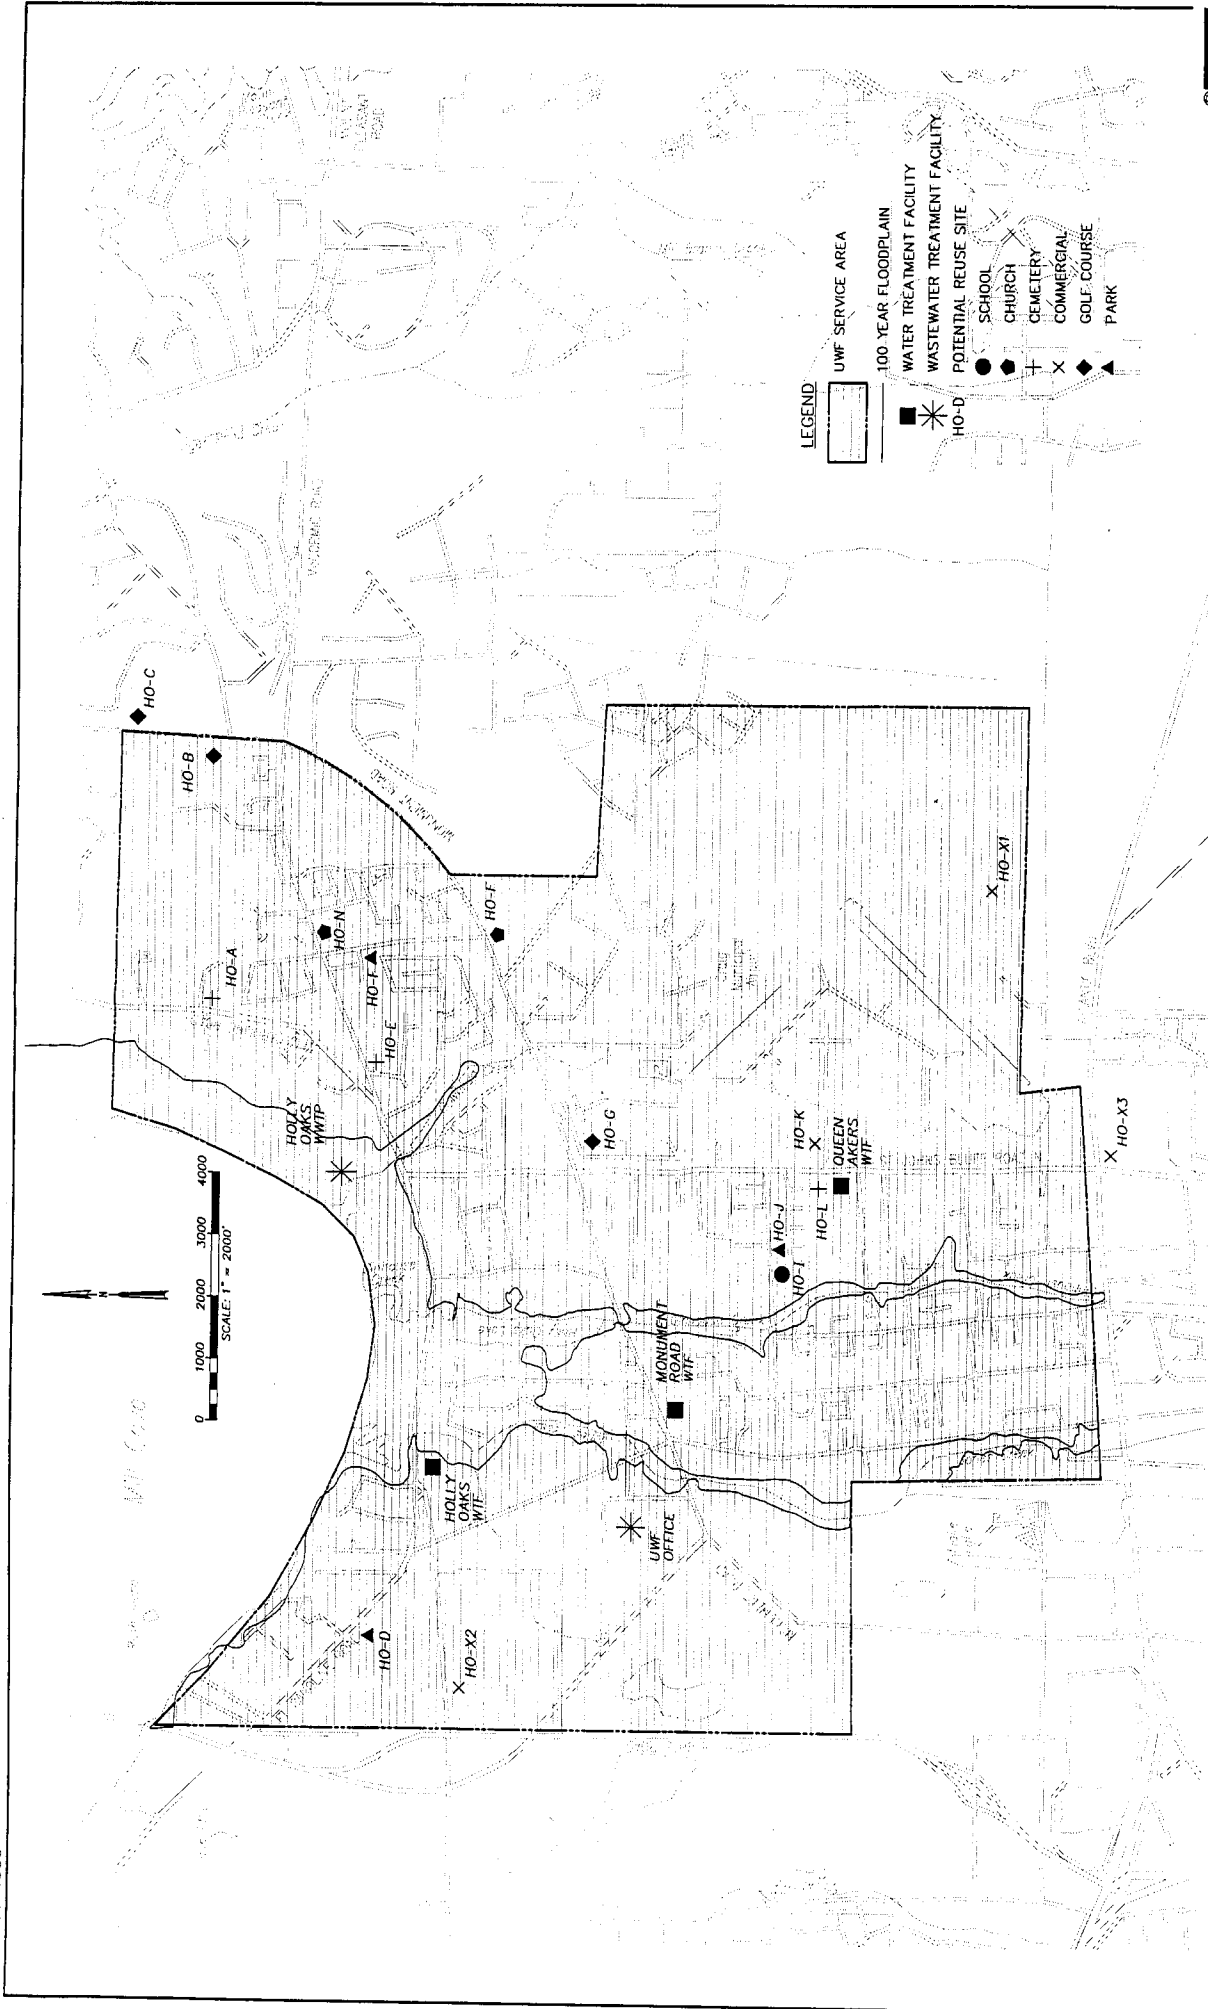 HO-C
HO-B
HO-A
HO-N
HO-F
HO-F
HO-E
HOLLY
OAKS
WWTP
0 1000 2000 3000 4000
SCALE: 1" = 2000'
N
HO-G
HO-K
QUEEN
AKERS
WTF
HO-L
HO-J
HO-I
MONUMENT
ROAD
WTF
HOLLY
OAKS
WTF
UWF
OFFICE
HO-D
HO-X2
HO-X1
HO-X3
MONUMENT ROAD
LEGEND
UWF SERVICE AREA
100 YEAR FLOODPLAIN
WATER TREATMENT FACILITY
WASTEWATER TREATMENT FACILITY
HO-D POTENTIAL REUSE SITE
SCHOOL
CHURCH
CEMETERY
COMMERCIAL
GOLF COURSE
PARK